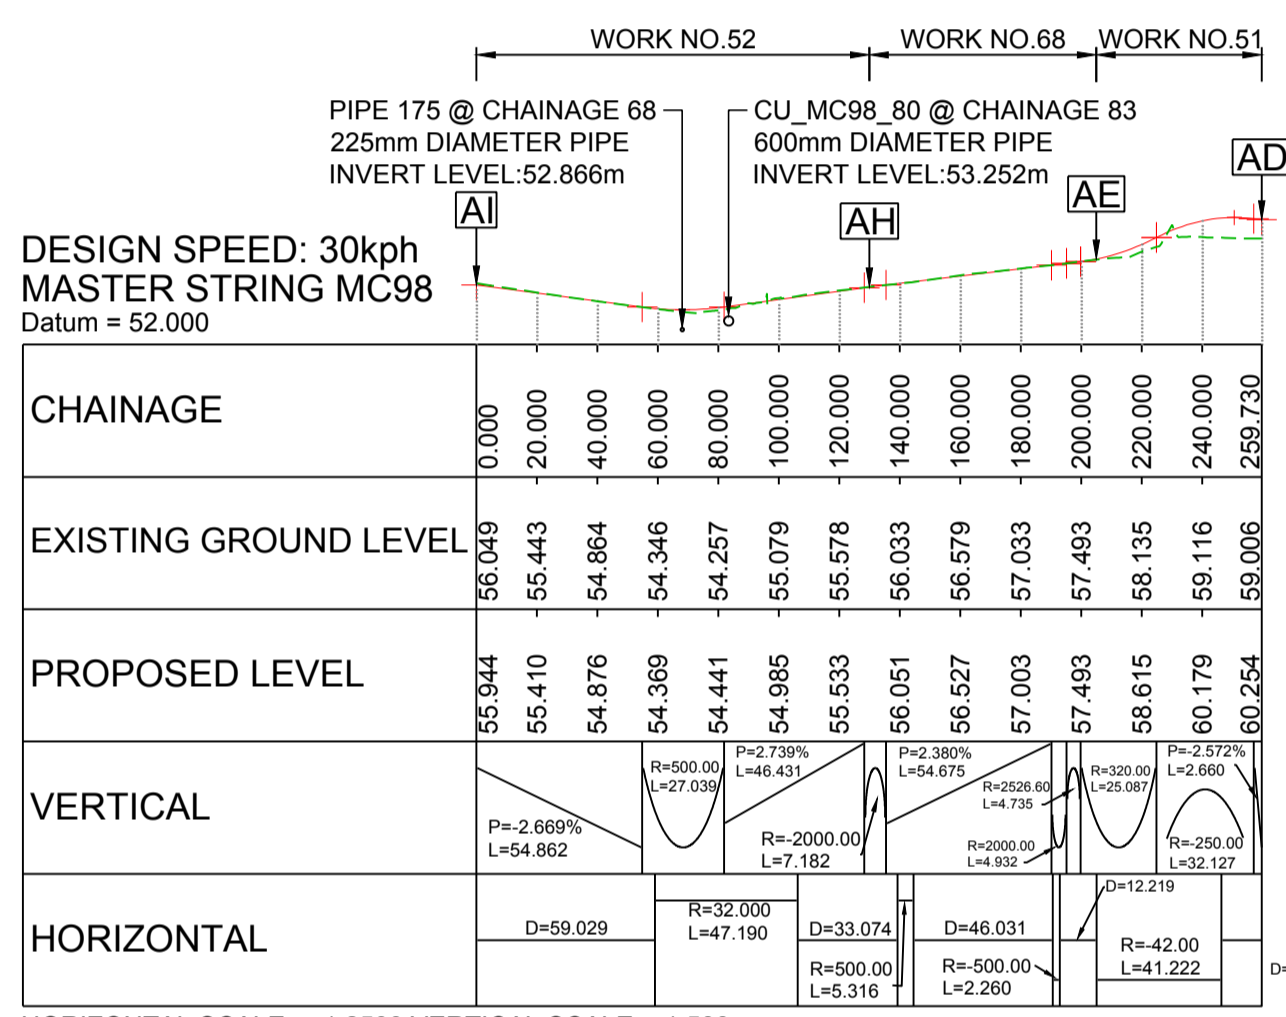 WORK NO.52
WORK NO.68
WORK NO.51
PIPE 175 @ CHAINAGE 68
225mm DIAMETER PIPE
INVERT LEVEL:52.866m
CU_MC98_80 @ CHAINAGE 83
600mm DIAMETER PIPE
INVERT LEVEL:53.252m
AI
AH
AE
AD
DESIGN SPEED: 30kph
MASTER STRING MC98
Datum = 52.000
CHAINAGE
0.000
20.000
40.000
60.000
80.000
100.000
120.000
140.000
160.000
180.000
200.000
220.000
240.000
259.730
EXISTING GROUND LEVEL
56.049
55.443
54.864
54.346
54.257
55.079
55.578
56.033
56.579
57.033
57.493
58.135
59.116
59.006
PROPOSED LEVEL
55.944
55.410
54.876
54.369
54.441
54.985
55.533
56.051
56.527
57.003
57.493
58.615
60.179
60.254
VERTICAL
P=-2.669%
L=54.862
R=500.00
L=27.039
P=2.739%
L=46.431
R=-2000.00
L=7.182
P=2.380%
L=54.675
R=2526.60
L=4.735
R=2000.00
L=4.932
R=320.00
L=25.087
P=-2.572%
L=2.660
R=-250.00
L=32.127
HORIZONTAL
D=59.029
R=32.000
L=47.190
D=33.074
R=500.00
L=5.316
D=46.031
R=-500.00
L=2.260
D=12.219
R=-42.00
L=41.222
D=